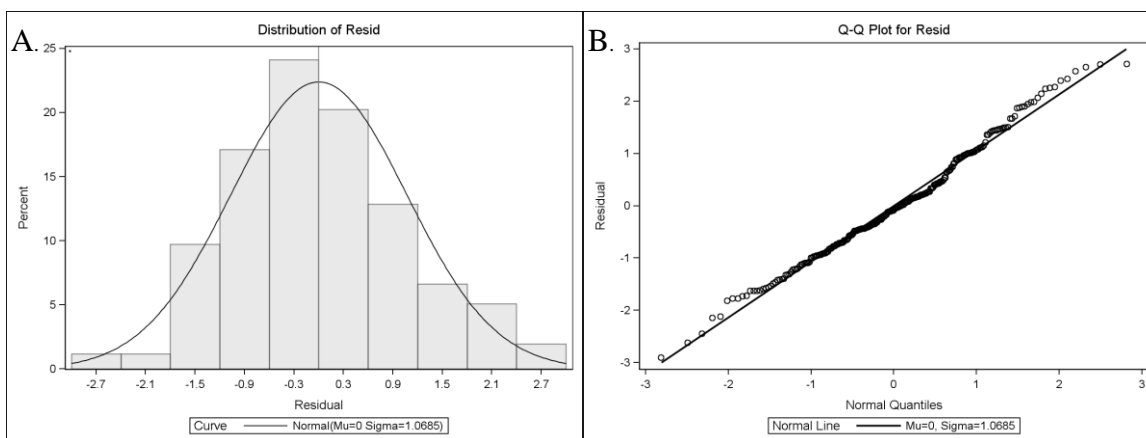 A.
Distribution of Resid
25
20
15
10
5
0
Percent
-2.7 -2.1 -1.5 -0.9 -0.3 0.3 0.9 1.5 2.1 2.7
Residual
Curve Normal(Mu=0 Sigma=1.0685)
B.
Q-Q Plot for Resid
3
2
1
0
-1
-2
-3
Residual
-3 -2 -1 0 1 2 3
Normal Quantiles
Normal Line Mu=0, Sigma=1.0685